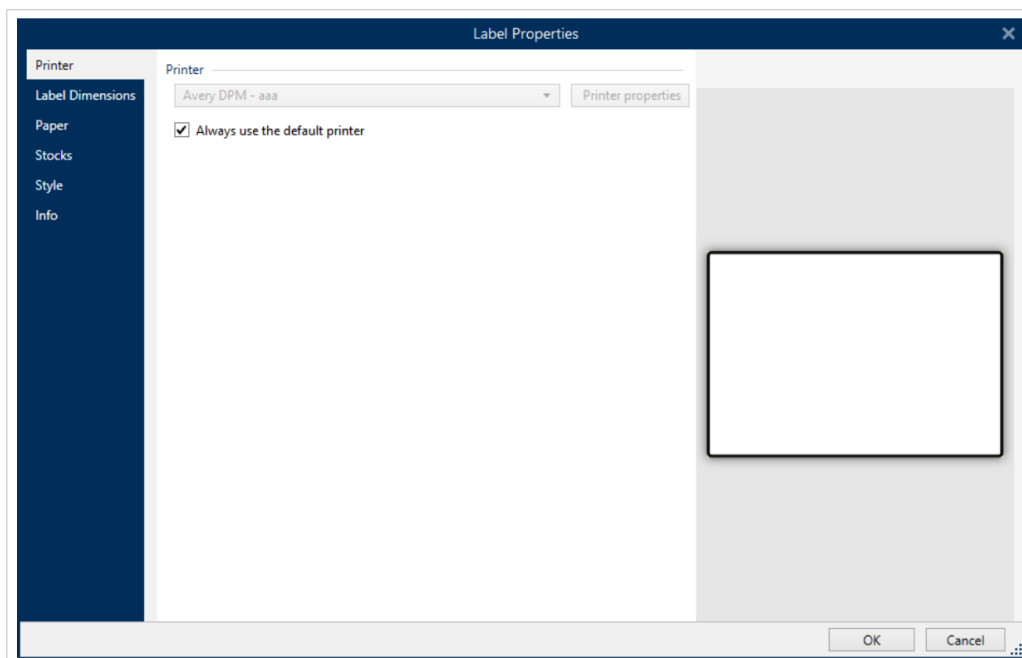 Label Properties
Printer
Label Dimensions
Paper
Stocks
Style
Info
Printer
Avery DPM - aaa
Printer properties
Always use the default printer
OK
Cancel